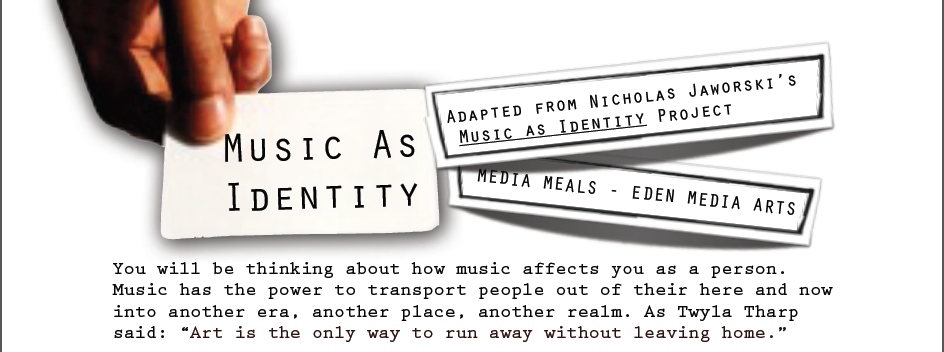 Music As
Identity
Adapted from Nicholas Jaworski's
Music as Identity Project
MEDIA MEALS - EDEN MEDIA ARTS
You will be thinking about how music affects you as a person.
Music has the power to transport people out of their here and now
into another era, another place, another realm. As Twyla Tharp
said: “Art is the only way to run away without leaving home.”